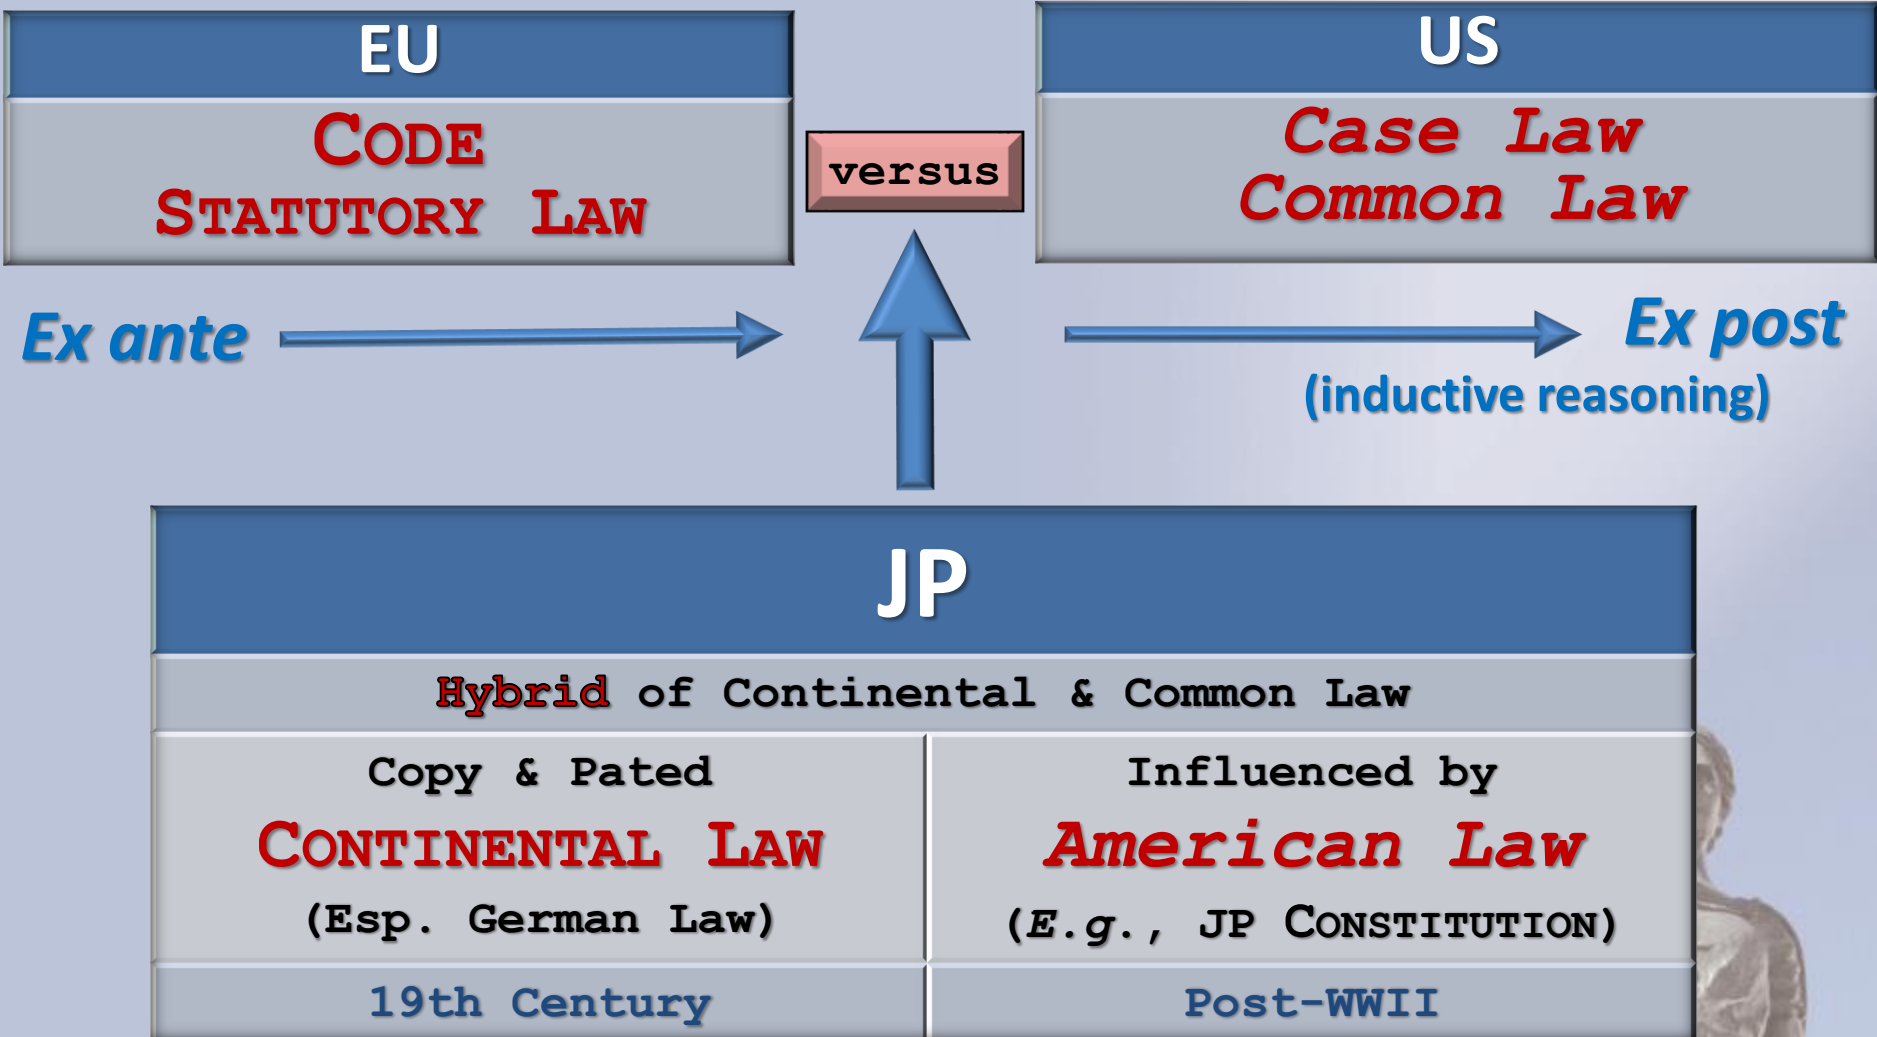 EU
CODE
STATUTORY LAW
versus
US
Case Law
Common Law
Ex ante
Ex post
(inductive reasoning)
JP
Hybrid of Continental & Common Law
Copy & Pated
CONTINENTAL LAW
(Esp. German Law)
19th Century
Influenced by
American Law
(E.g., JP CONSTITUTION)
Post-WWII